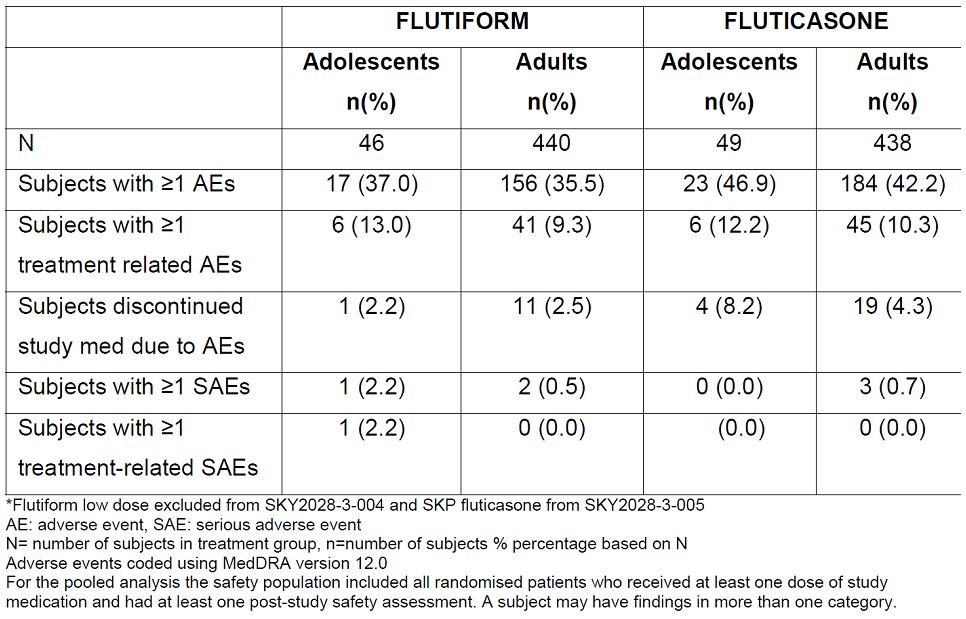 FLUTIFORM FLUTICASONE
Adolescents Adults Adolescents Adults
n(%) n(%) n(%) n(%)
N 46 440 49 438
Subjects with ≥1 AEs 17 (37.0) 156 (35.5) 23 (46.9) 184 (42.2)
Subjects with ≥1 6 (13.0) 41 (9.3) 6 (12.2) 45 (10.3)
treatment related AEs
Subjects discontinued 1 (2.2) 11 (2.5) 4 (8.2) 19 (4.3)
study med due to AEs
Subjects with ≥1 SAEs 1 (2.2) 2 (0.5) 0 (0.0) 3 (0.7)
Subjects with ≥1 1 (2.2) 0 (0.0) (0.0) 0 (0.0)
treatment-related SAEs
*Flutiform low dose excluded from SKY2028-3-004 and SKP fluticasone from SKY2028-3-005
AE: adverse event, SAE: serious adverse event
N= number of subjects in treatment group, n=number of subjects % percentage based on N
Adverse events coded using MedDRA version 12.0
For the pooled analysis the safety population included all randomised patients who received at least one dose of study
medication and had at least one post-study safety assessment. A subject may have findings in more than one category.